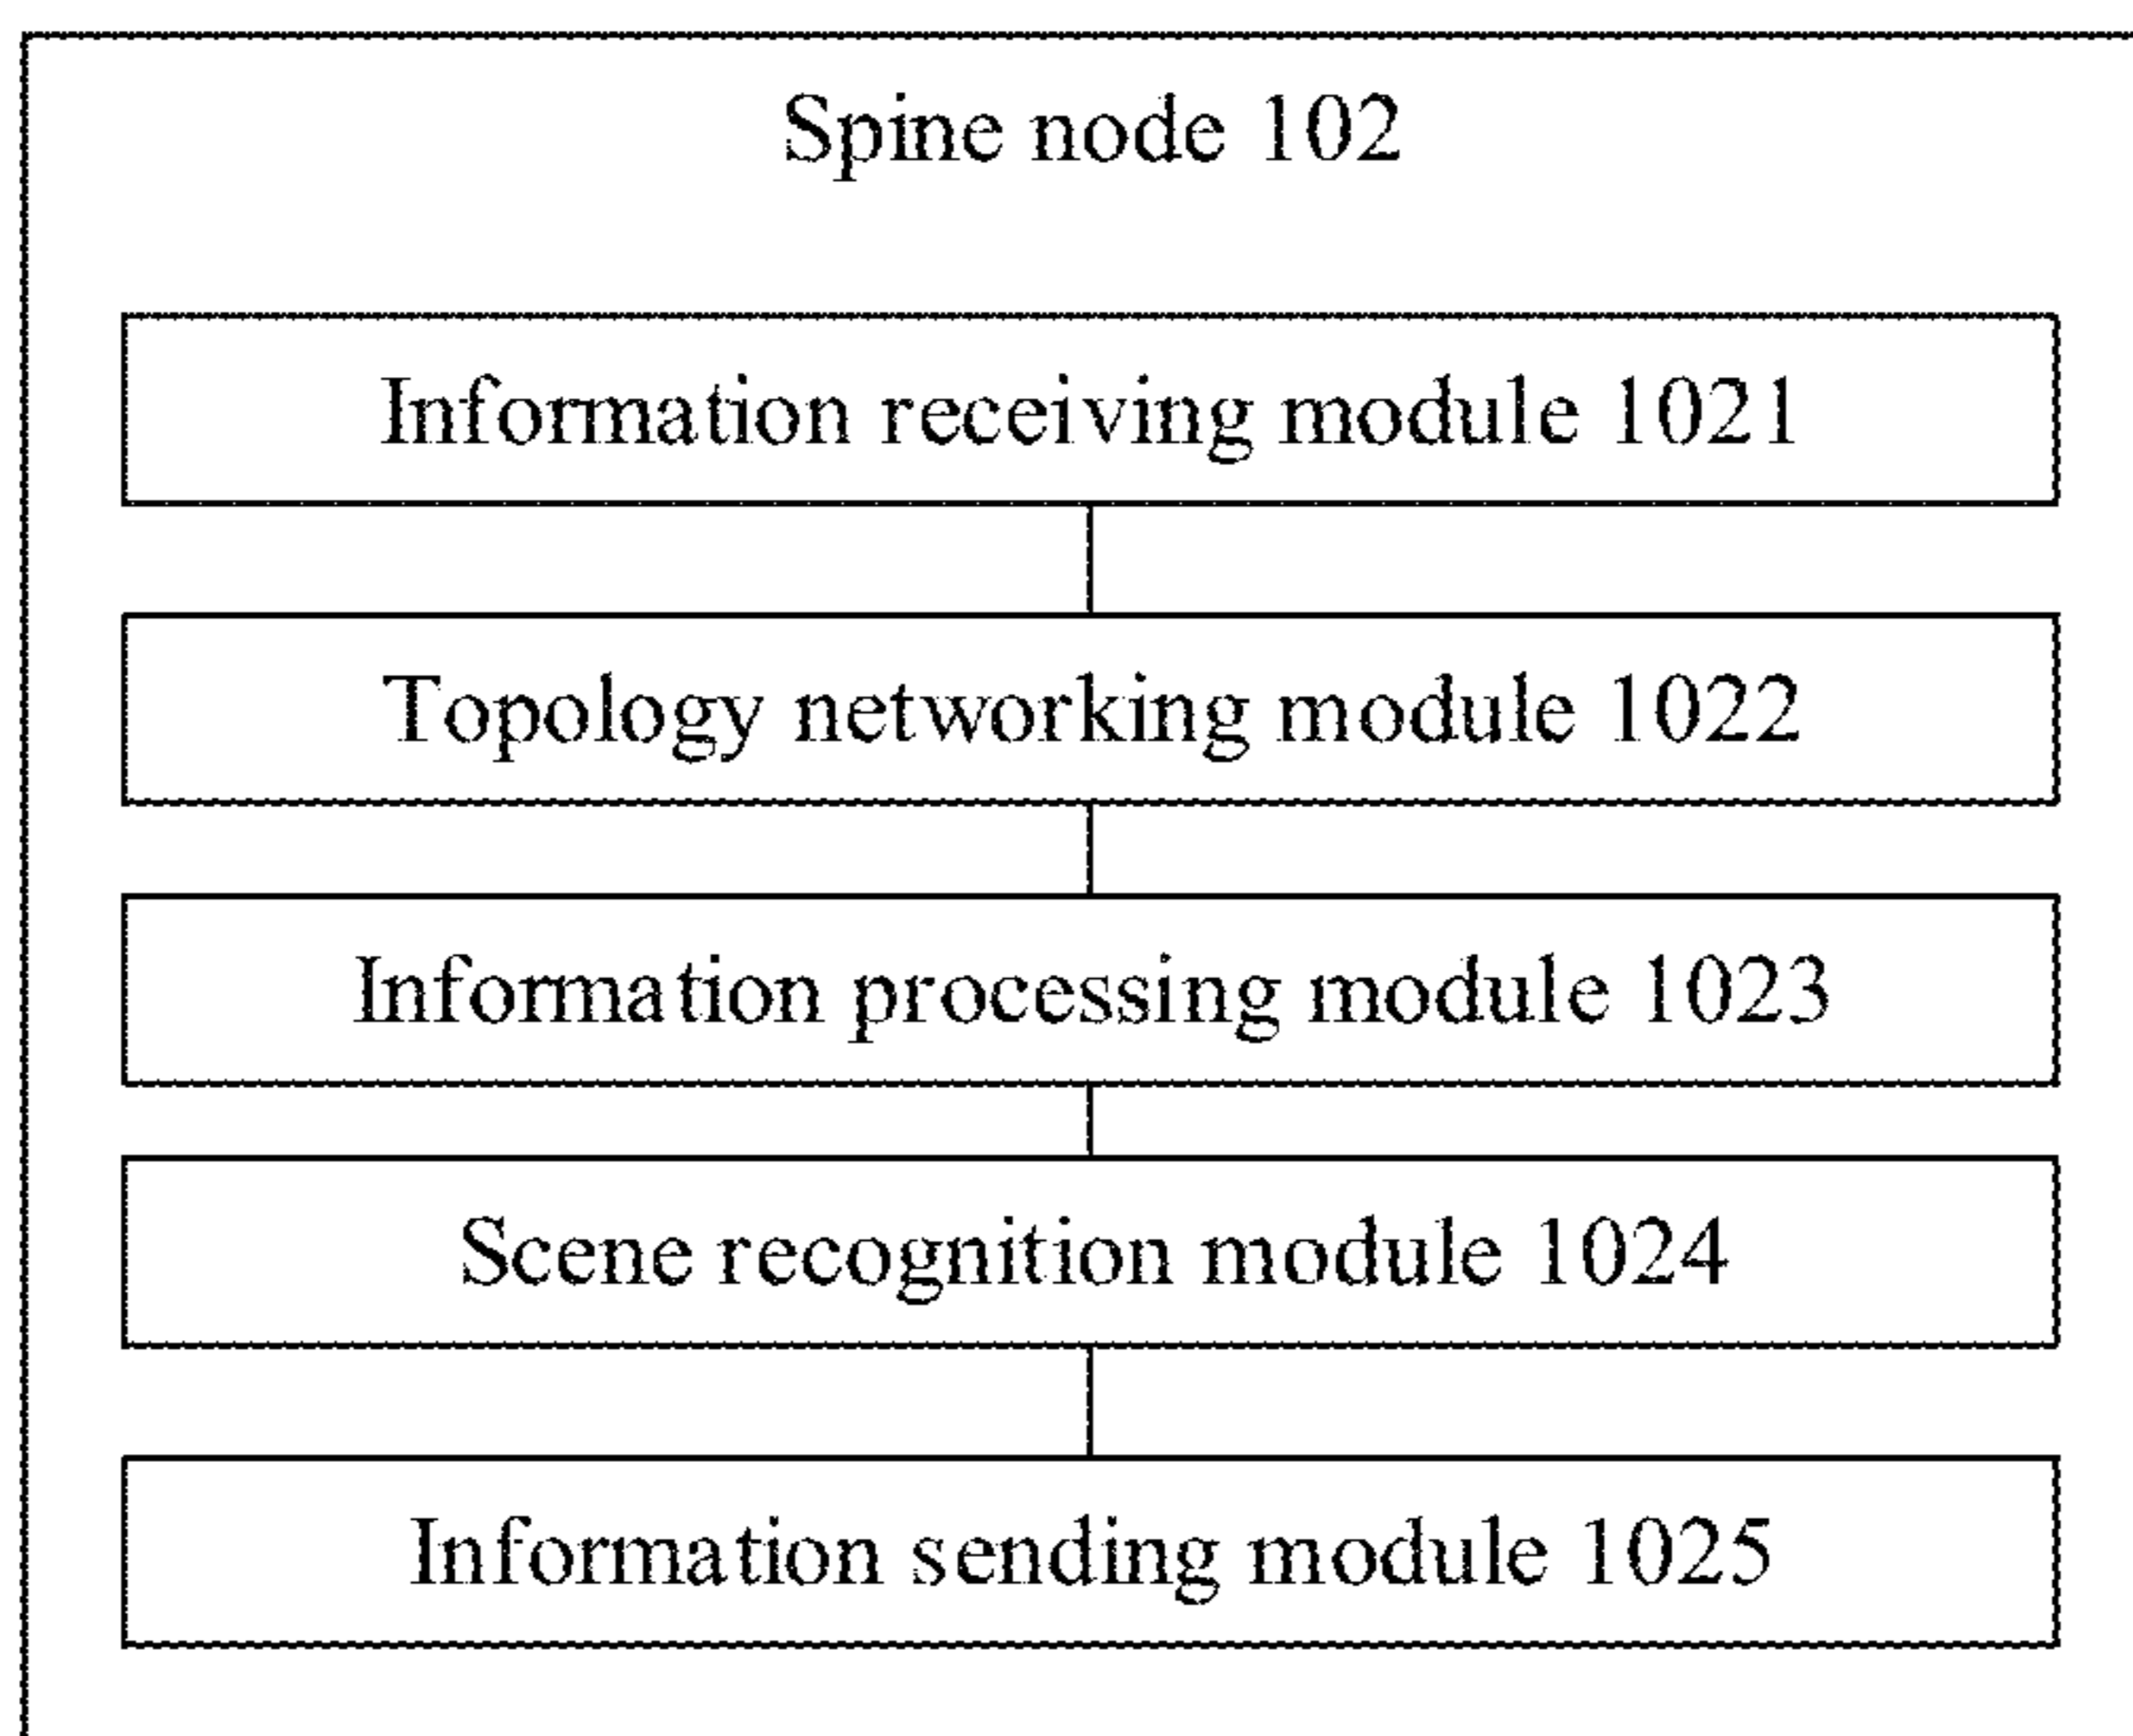 Spine node 102
Information receiving module 1021
Topology networking module 1022
Information processing module 1023
Scene recognition module 1024
Information sending module 1025